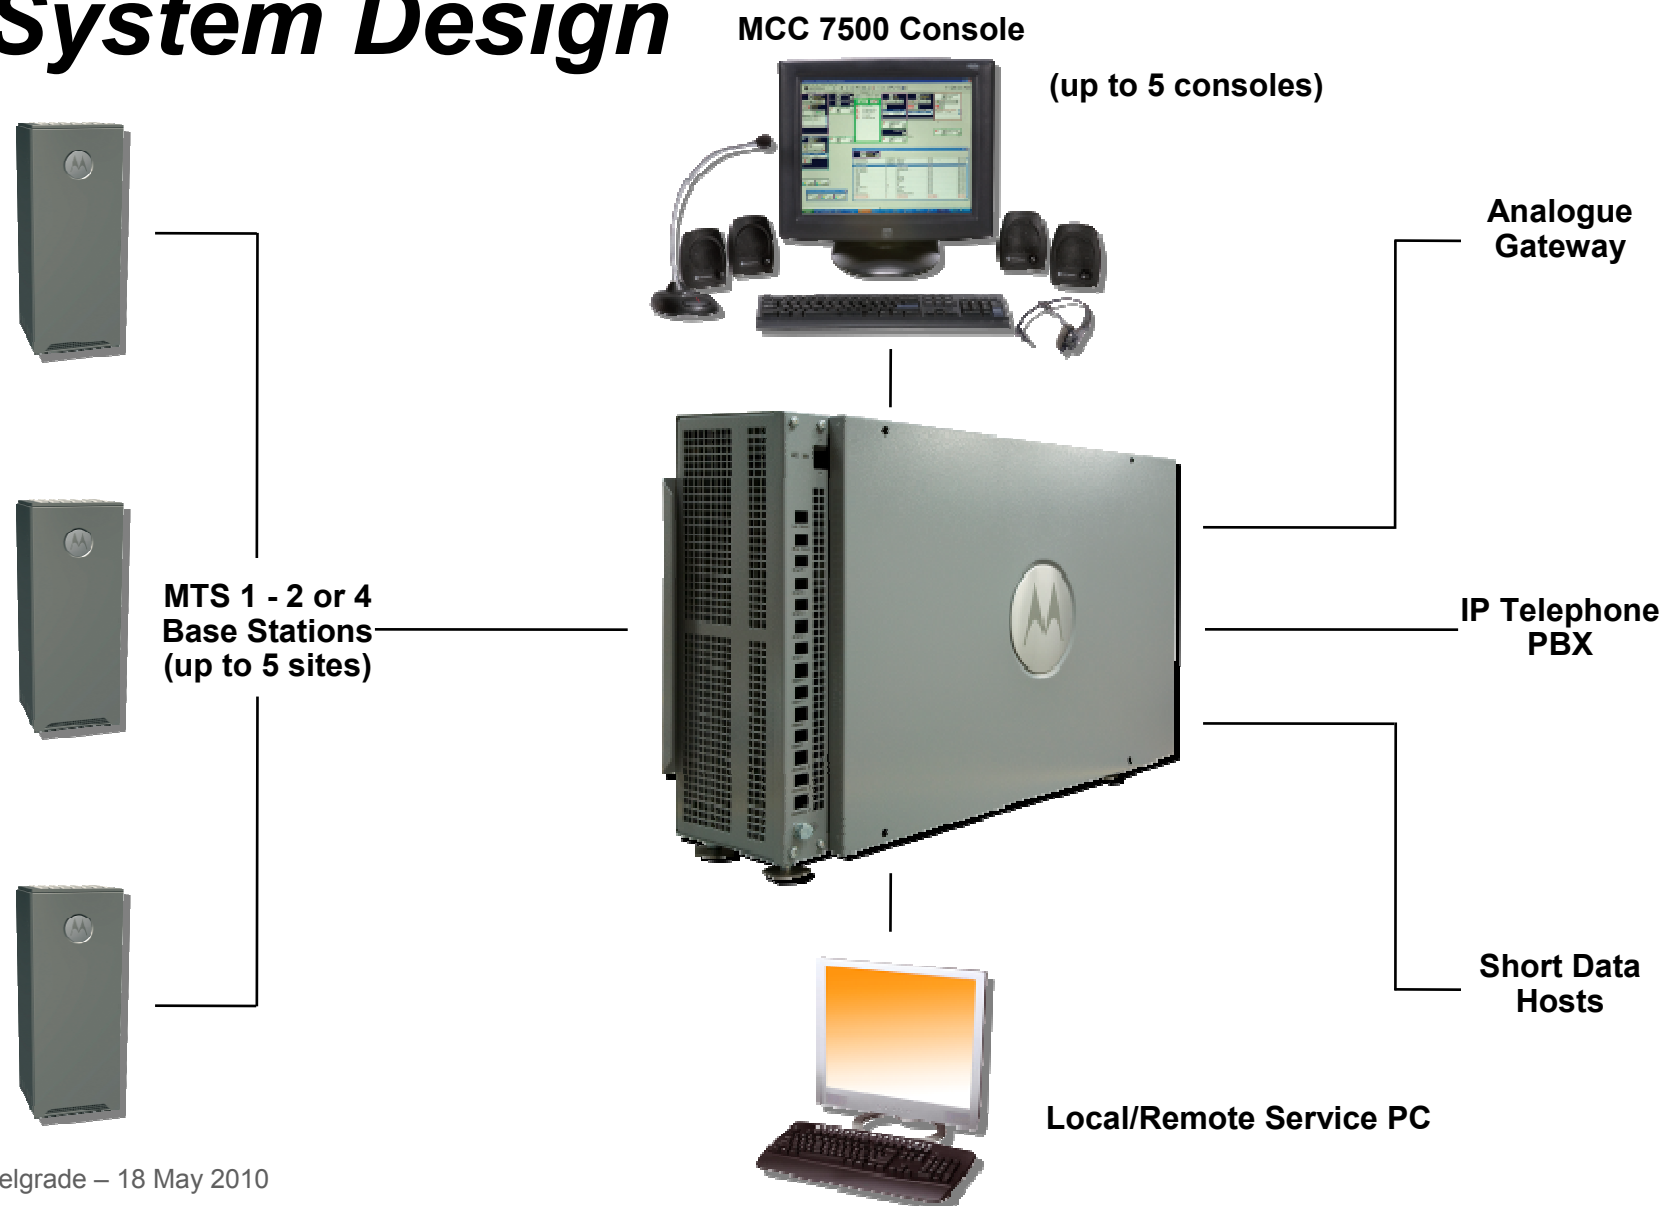 System Design
MCC 7500 Console
(up to 5 consoles)
Analogue
Gateway
MTS 1 - 2 or 4
Base Stations
(up to 5 sites)
IP Telephone
PBX
Short Data
Hosts
Local/Remote Service PC
elgrade – 18 May 2010